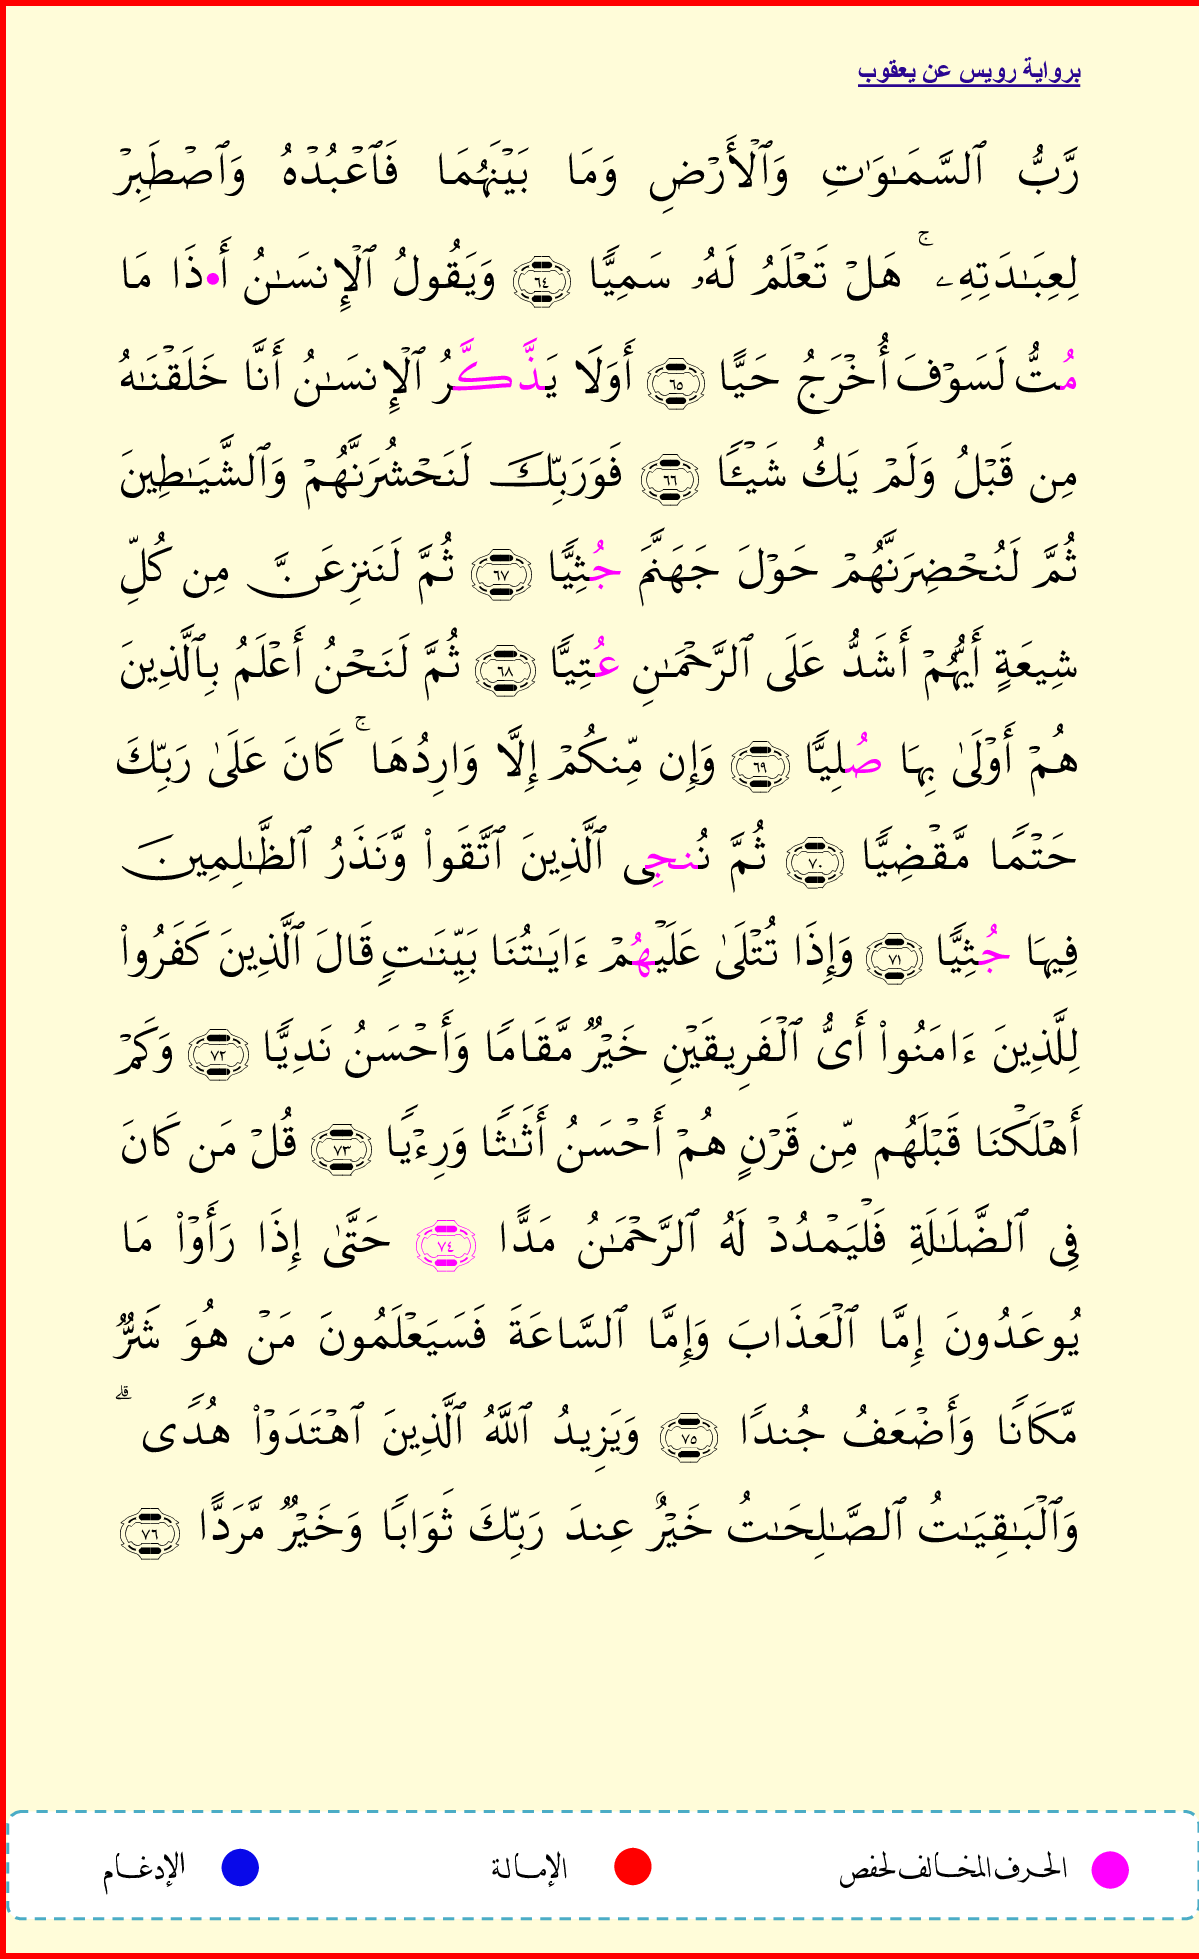 برواية رويس عن يعقوب
رَّبُّ ٱلسَّمَٰوَٰتِ وَٱلْأَرْضِ وَمَا بَيْنَهُمَا فَٱعْبُدْهُ وَٱصْطَبِرْ
لِعِبَٰدَتِهِۦ ۚ هَلْ تَعْلَمُ لَهُۥ سَمِيًّا ٦٤ وَيَقُولُ ٱلْإِنسَٰنُ أَ•ذَا مَا
مُتُّ لَسَوْفَ أُخْرَجُ حَيًّا ٦٥ أَوَلَا يَذَّكَّرُ ٱلْإِنسَٰنُ أَنَّا خَلَقْنَٰهُ
مِن قَبْلُ وَلَمْ يَكُ شَيْـًٔا ٦٦ فَوَرَبِّكَ لَنَحْشُرَنَّهُمْ وَٱلشَّيَٰطِينَ
ثُمَّ لَنُحْضِرَنَّهُمْ حَوْلَ جَهَنَّمَ جُثِيًّا ٦٧ ثُمَّ لَنَنزِعَنَّ مِن كُلِّ
شِيعَةٍ أَيُّهُمْ أَشَدُّ عَلَى ٱلرَّحْمَٰنِ عُتِيًّا ٦٨ ثُمَّ لَنَحْنُ أَعْلَمُ بِٱلَّذِينَ
هُمْ أَوْلَىٰ بِهَا صُلِيًّا ٦٩ وَإِن مِّنكُمْ إِلَّا وَارِدُهَا ۚ كَانَ عَلَىٰ رَبِّكَ
حَتْمًا مَّقْضِيًّا ٧٠ ثُمَّ نُنجِى ٱلَّذِينَ ٱتَّقَوا۟ وَّنَذَرُ ٱلظَّٰلِمِينَ
فِيهَا جُثِيًّا ٧١ وَإِذَا تُتْلَىٰ عَلَيْهُمْ ءَايَٰتُنَا بَيِّنَٰتٍ قَالَ ٱلَّذِينَ كَفَرُوا۟
لِلَّذِينَ ءَامَنُوا۟ أَىُّ ٱلْفَرِيقَيْنِ خَيْرٌ مَّقَامًا وَأَحْسَنُ نَدِيًّا ٧٢ وَكَمْ
أَهْلَكْنَا قَبْلَهُم مِّن قَرْنٍ هُمْ أَحْسَنُ أَثَٰثًا وَرِءْيًا ٧٣ قُلْ مَن كَانَ
فِى ٱلضَّلَٰلَةِ فَلْيَمْدُدْ لَهُ ٱلرَّحْمَٰنُ مَدًّا ٧٤ حَتَّىٰ إِذَا رَأَوْا۟ مَا
يُوعَدُونَ إِمَّا ٱلْعَذَابَ وَإِمَّا ٱلسَّاعَةَ فَسَيَعْلَمُونَ مَنْ هُوَ شَرٌّ
مَّكَانًا وَأَضْعَفُ جُندًا ٧٥ وَيَزِيدُ ٱللَّهُ ٱلَّذِينَ ٱهْتَدَوْا۟ هُدًى ۗ
وَٱلْبَٰقِيَٰتُ ٱلصَّٰلِحَٰتُ خَيْرٌ عِندَ رَبِّكَ ثَوَابًا وَخَيْرٌ مَّرَدًّا ٧٦
الحرف المخالف لحفص الإمالة الإدغام